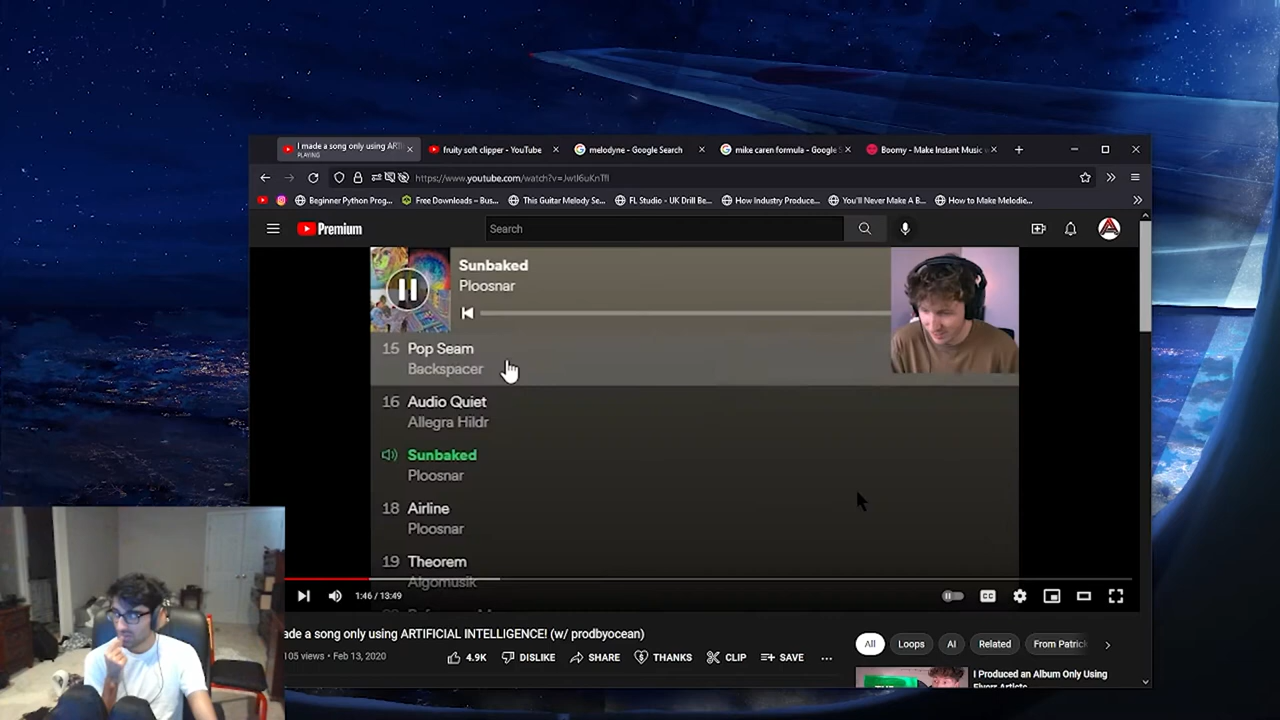 I made a song only using ARTI
PLAYING
fruity soft clipper - YouTube
melodyne - Google Search
mike caren formula - Google S
Boomy - Make Instant Music w
Beginner Python Prog...
Free Downloads – Bus...
This Guitar Melody Se...
FL Studio - UK Drill Be...
How Industry Produce...
You'll Never Make A B...
How to Make Melodie...
Premium
Search
Sunbaked
Ploosnar
15 Pop Seam
Backspacer
16 Audio Quiet
Allegra Hildr
Sunbaked
Ploosnar
18 Airline
Ploosnar
19 Theorem
Algomusik
1:46 / 13:49
CC
ade a song only using ARTIFICIAL INTELLIGENCE! (w/ prodbyocean)
105 views • Feb 13, 2020
4.9K
DISLIKE
SHARE
THANKS
CLIP
SAVE
All
Loops
AI
Related
From Patrick
I Produced an Album Only Using
Fiverr Artists